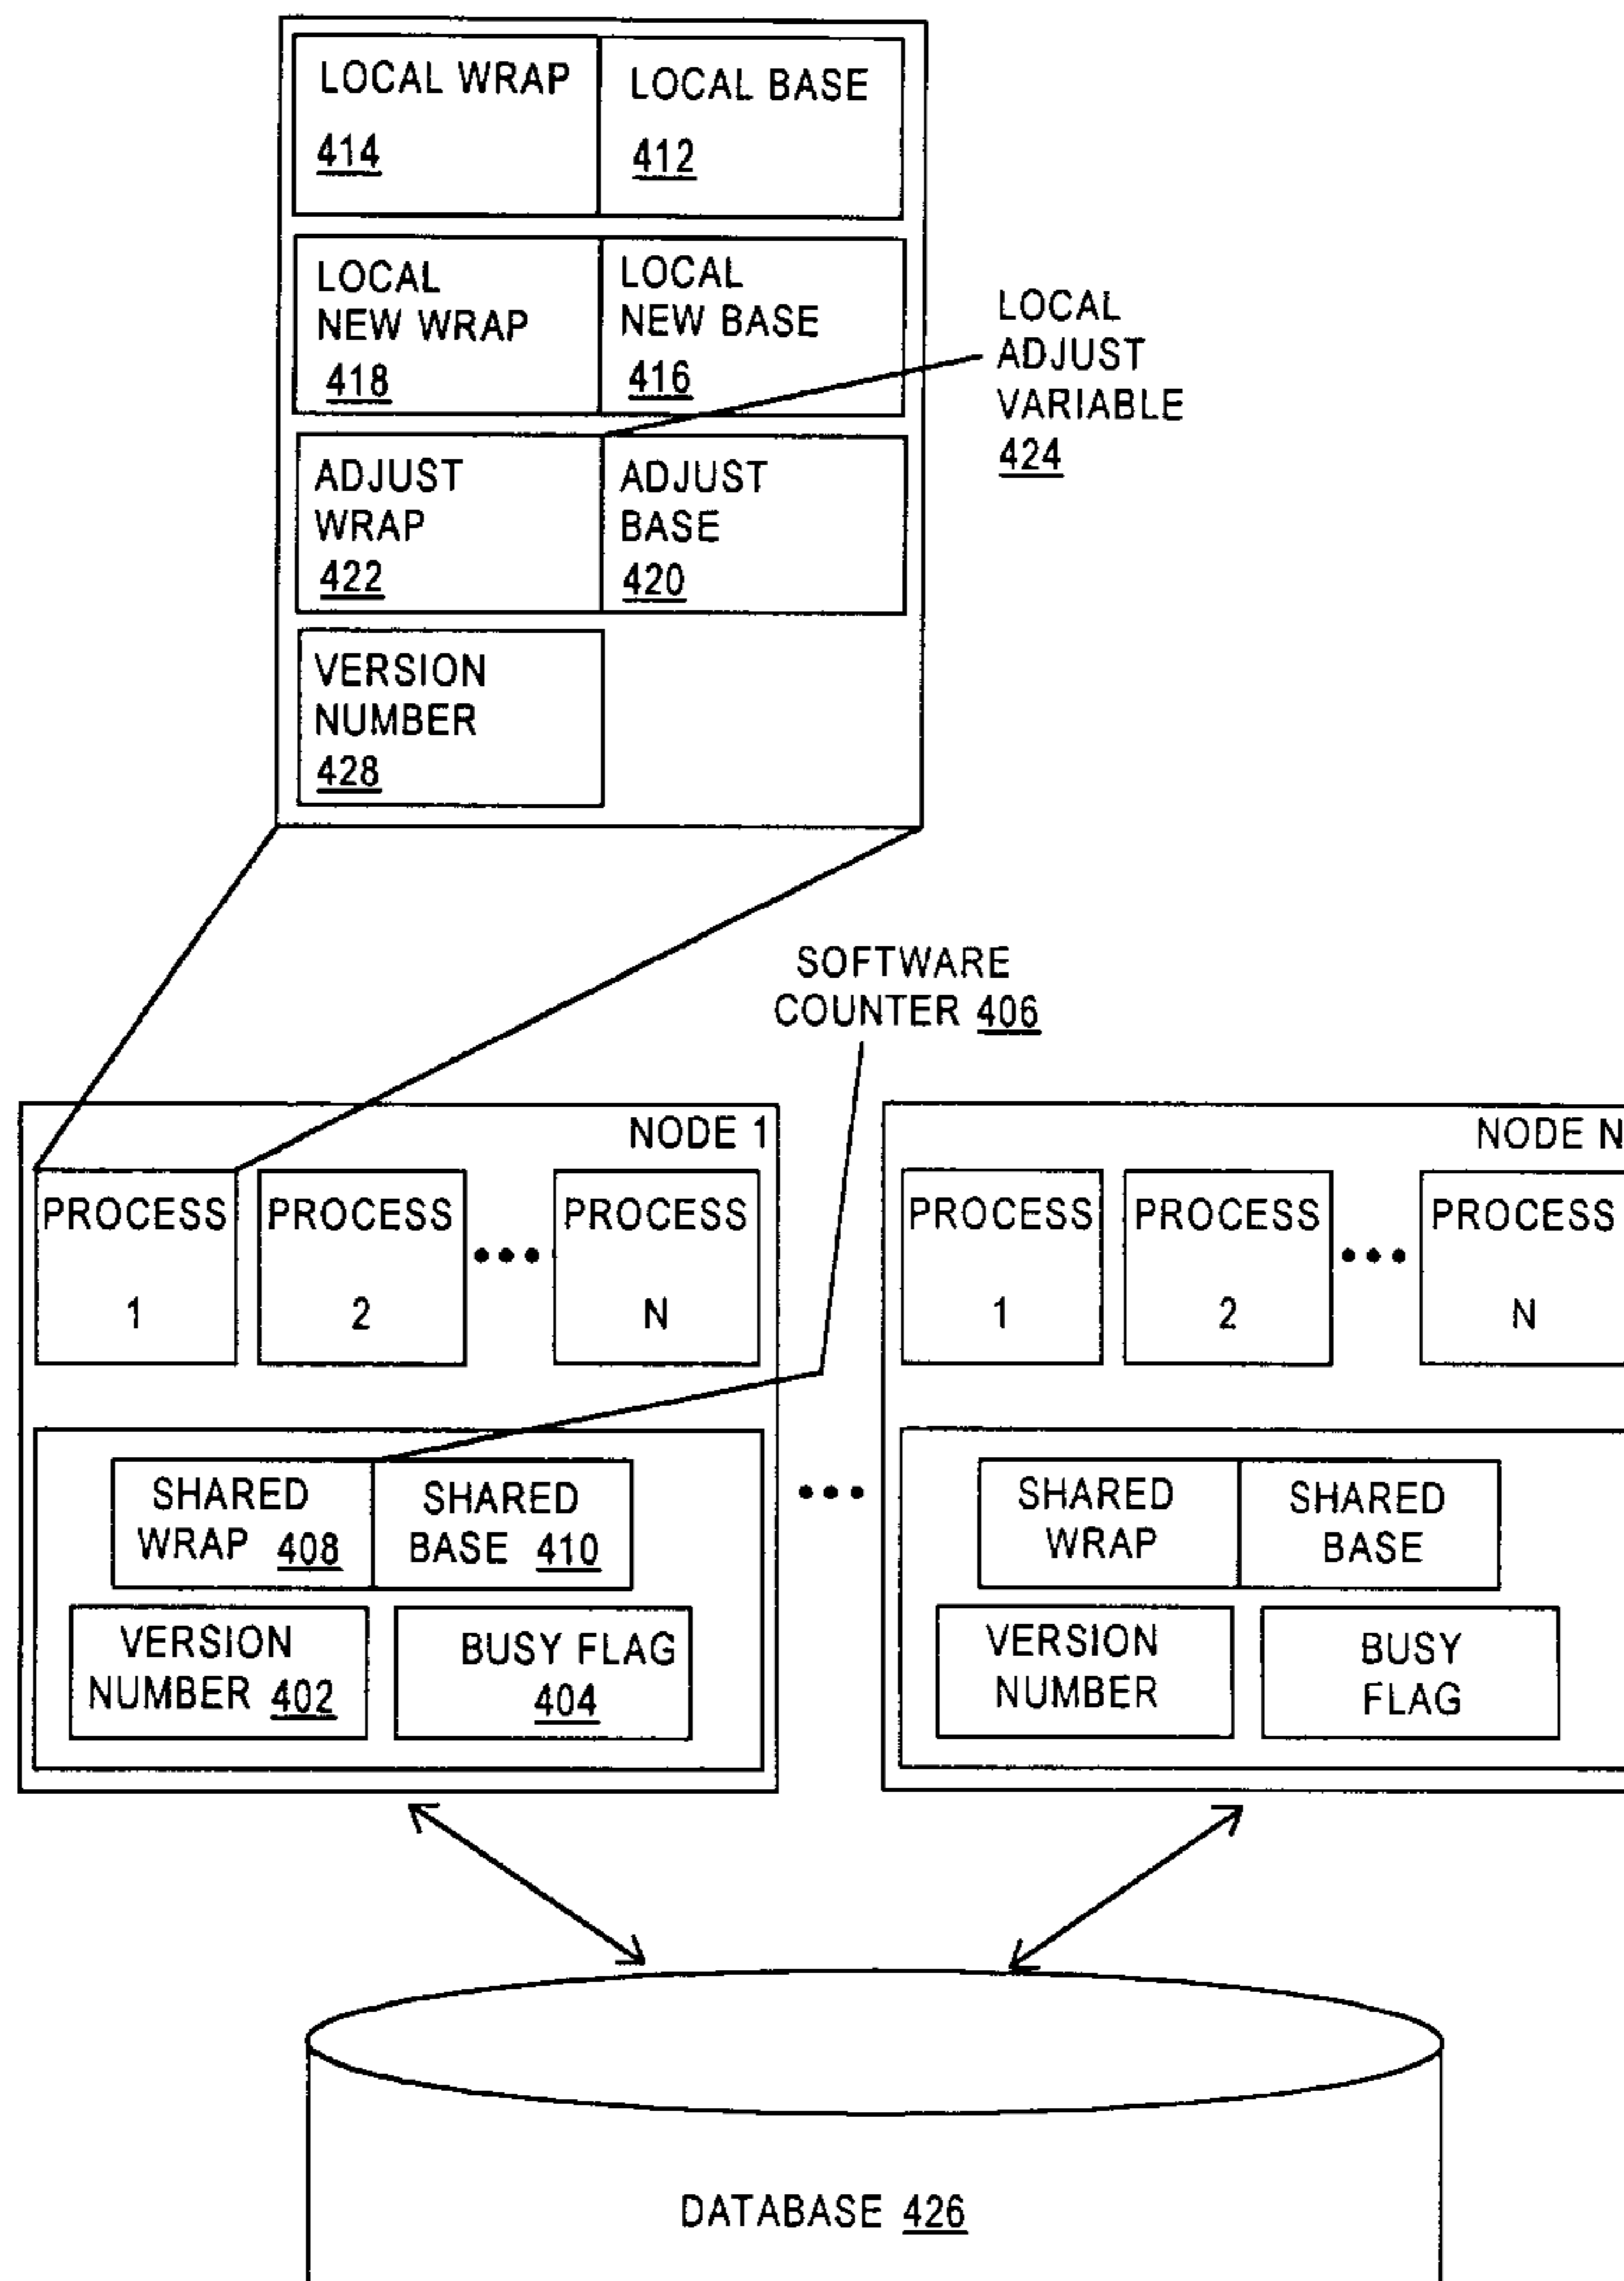 LOCAL WRAP
414
LOCAL BASE
412
LOCAL
NEW WRAP
418
LOCAL
NEW BASE
416
LOCAL
ADJUST
VARIABLE
424
ADJUST
WRAP
422
ADJUST
BASE
420
VERSION
NUMBER
428
SOFTWARE
COUNTER 406
NODE 1
PROCESS
1
PROCESS
2
PROCESS
N
SHARED
WRAP 408
SHARED
BASE 410
VERSION
NUMBER 402
BUSY FLAG
404
NODE N
PROCESS
1
PROCESS
2
PROCESS
N
SHARED
WRAP
SHARED
BASE
VERSION
NUMBER
BUSY
FLAG
DATABASE 426